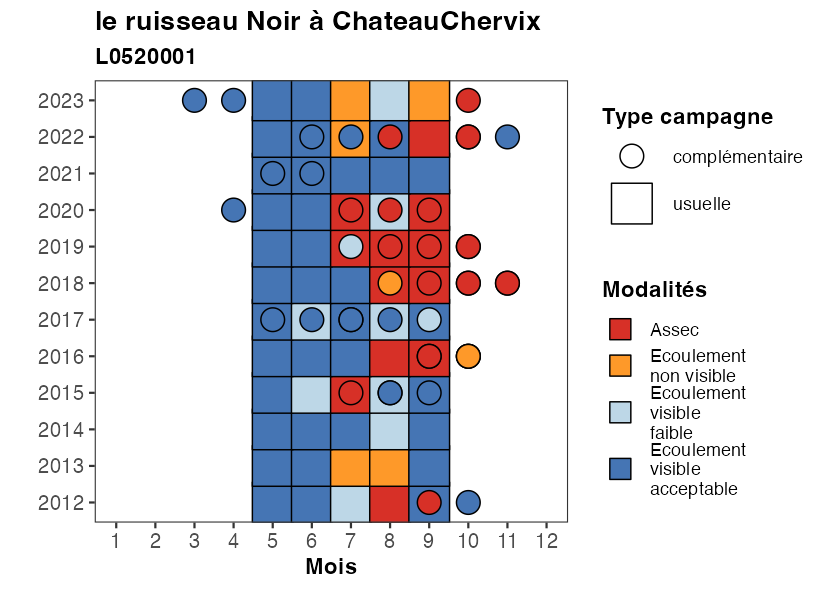 le ruisseau Noir à ChateauChervix
L0520001
2023
2022
2021
2020
2019
2018
2017
2016
2015
2014
2013
2012
1 2 3 4 5 6 7 8 9 10 11 12
Mois
Type campagne
complémentaire
usuelle
Modalités
Assec
Ecoulement
non visible
Ecoulement
visible
faible
Ecoulement
visible
acceptable